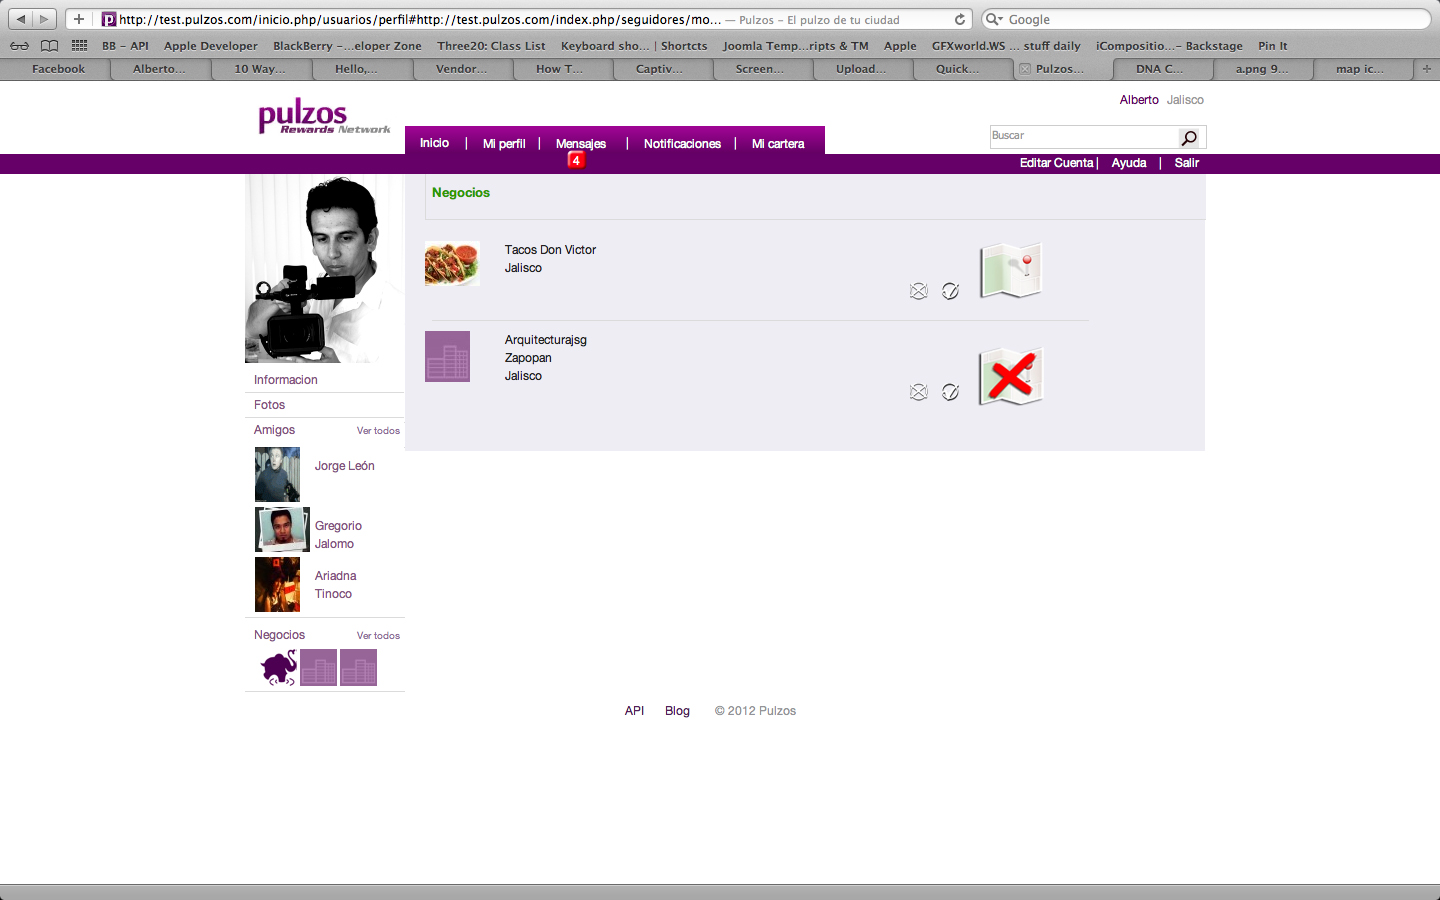 http://test.pulzos.com/inicio.php/usuarios/perfil#http://test.pulzos.com/index.php/seguidores/mo... — Pulzos – El pulzo de tu ciudad
Google
BB – API Apple Developer BlackBerry –...eloper Zone Three20: Class List Keyboard sho... | Shortcts Joomla Temp...ripts & TM Apple GFXworld.WS ... stuff daily iCompositio...– Backstage Pin It
Facebook Alberto... 10 Way... Hello,... Vendor... How T... Captiv... Screen... Upload... Quick... Pulzos... DNA C... a.png 9... map ic...
Alberto Jalisco
pulzos
Rewards Network
Inicio | Mi perfil | Mensajes | Notificaciones | Mi cartera
4
Buscar
Editar Cuenta | Ayuda | Salir
Negocios
Tacos Don Victor
Jalisco
Arquitecturajsg
Zapopan
Jalisco
Informacion
Fotos
Amigos Ver todos
Jorge León
Gregorio
Jalomo
Ariadna
Tinoco
Negocios Ver todos
API Blog © 2012 Pulzos